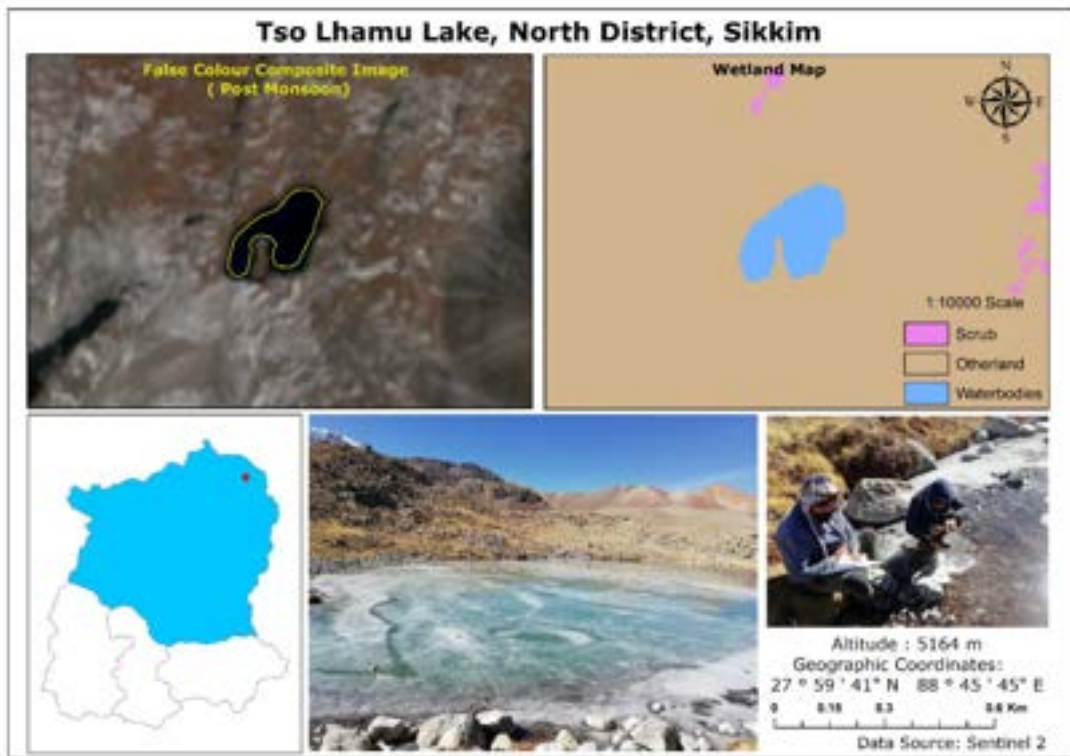 Tso Lhamu Lake, North District, Sikkim
False Colour Composite Image
( Post Monsoon)
Wetland Map
N
W E
S
1:10000 Scale
Scrub
Otherland
Waterbodies
Altitude : 5164 m
Geographic Coordinates:
27 º 59 ' 41" N 88 º 45 ' 45" E
0 0.15 0.3 0.6 Km
Data Source: Sentinel 2